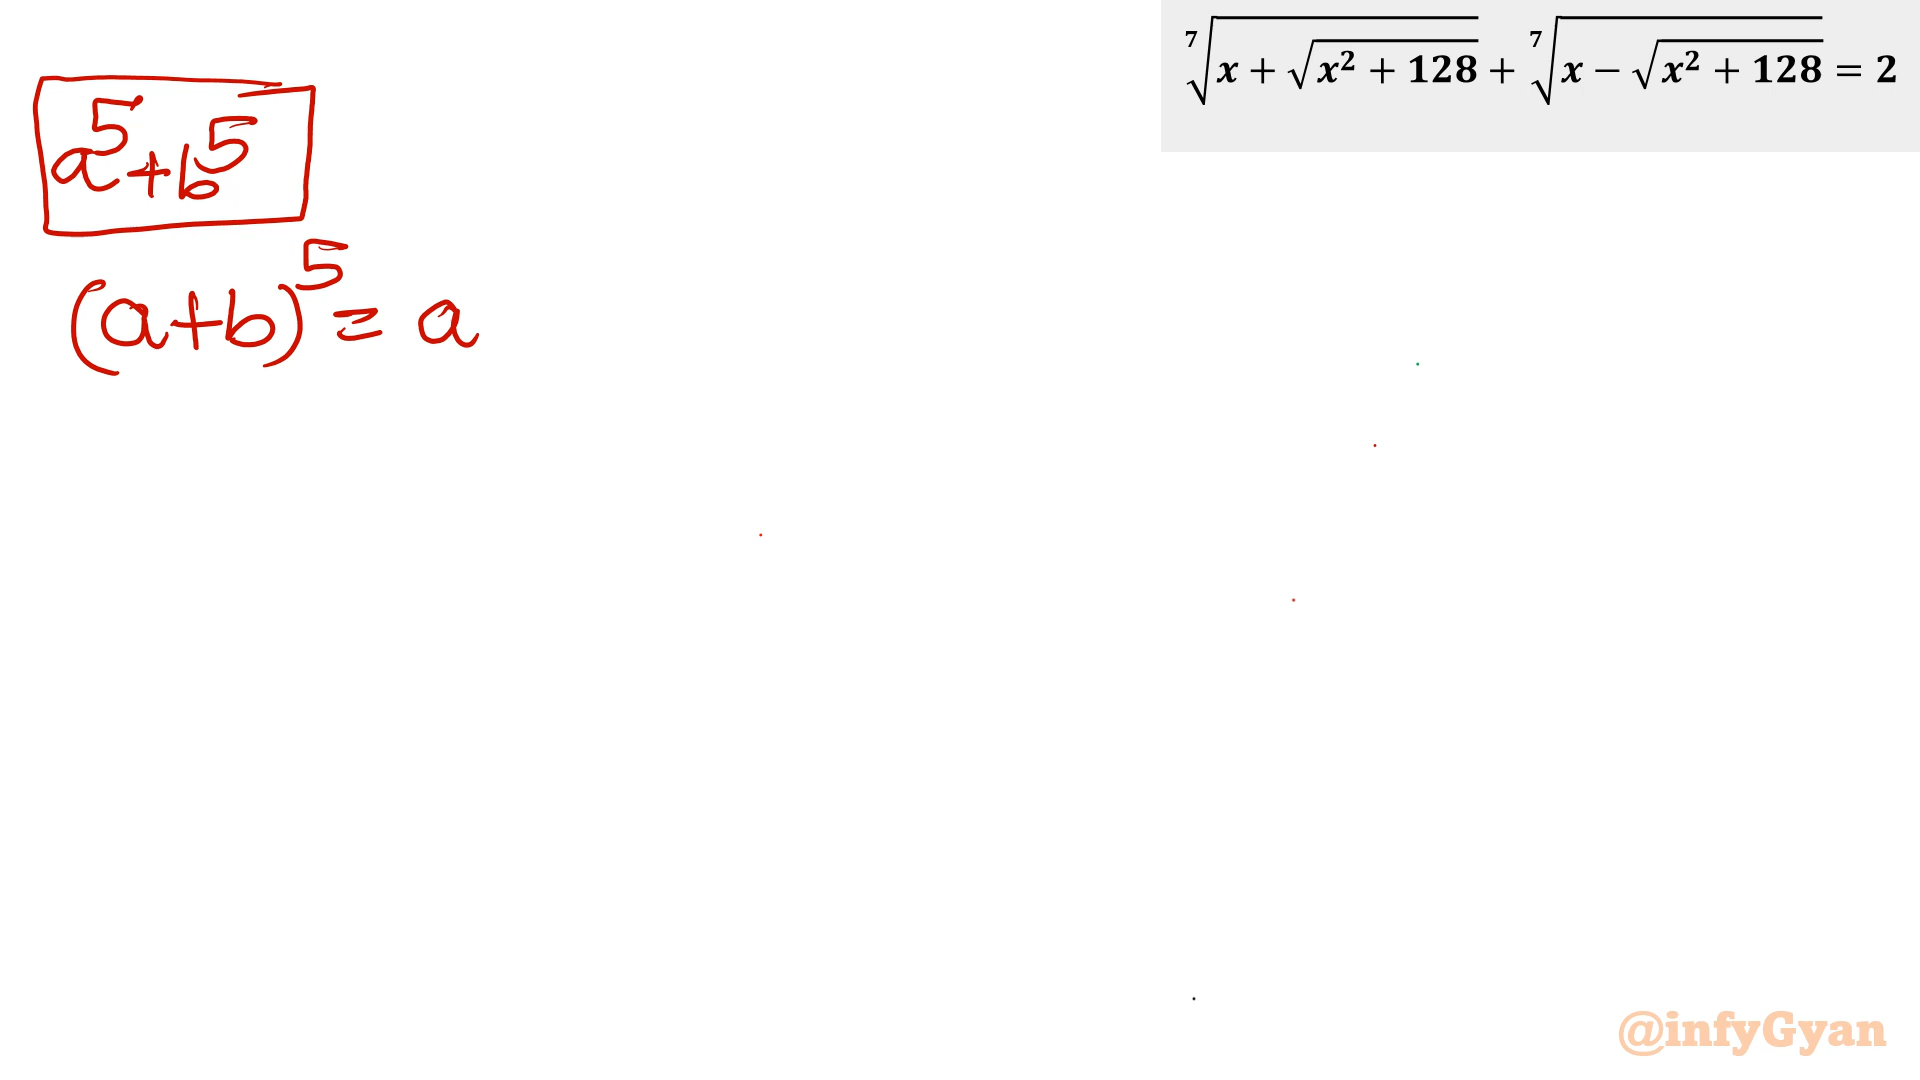 ⁷√(x + √(x² + 128)) + ⁷√(x − √(x² + 128)) = 2
a⁵+b⁵
(a+b)⁵ = a
@infyGyan